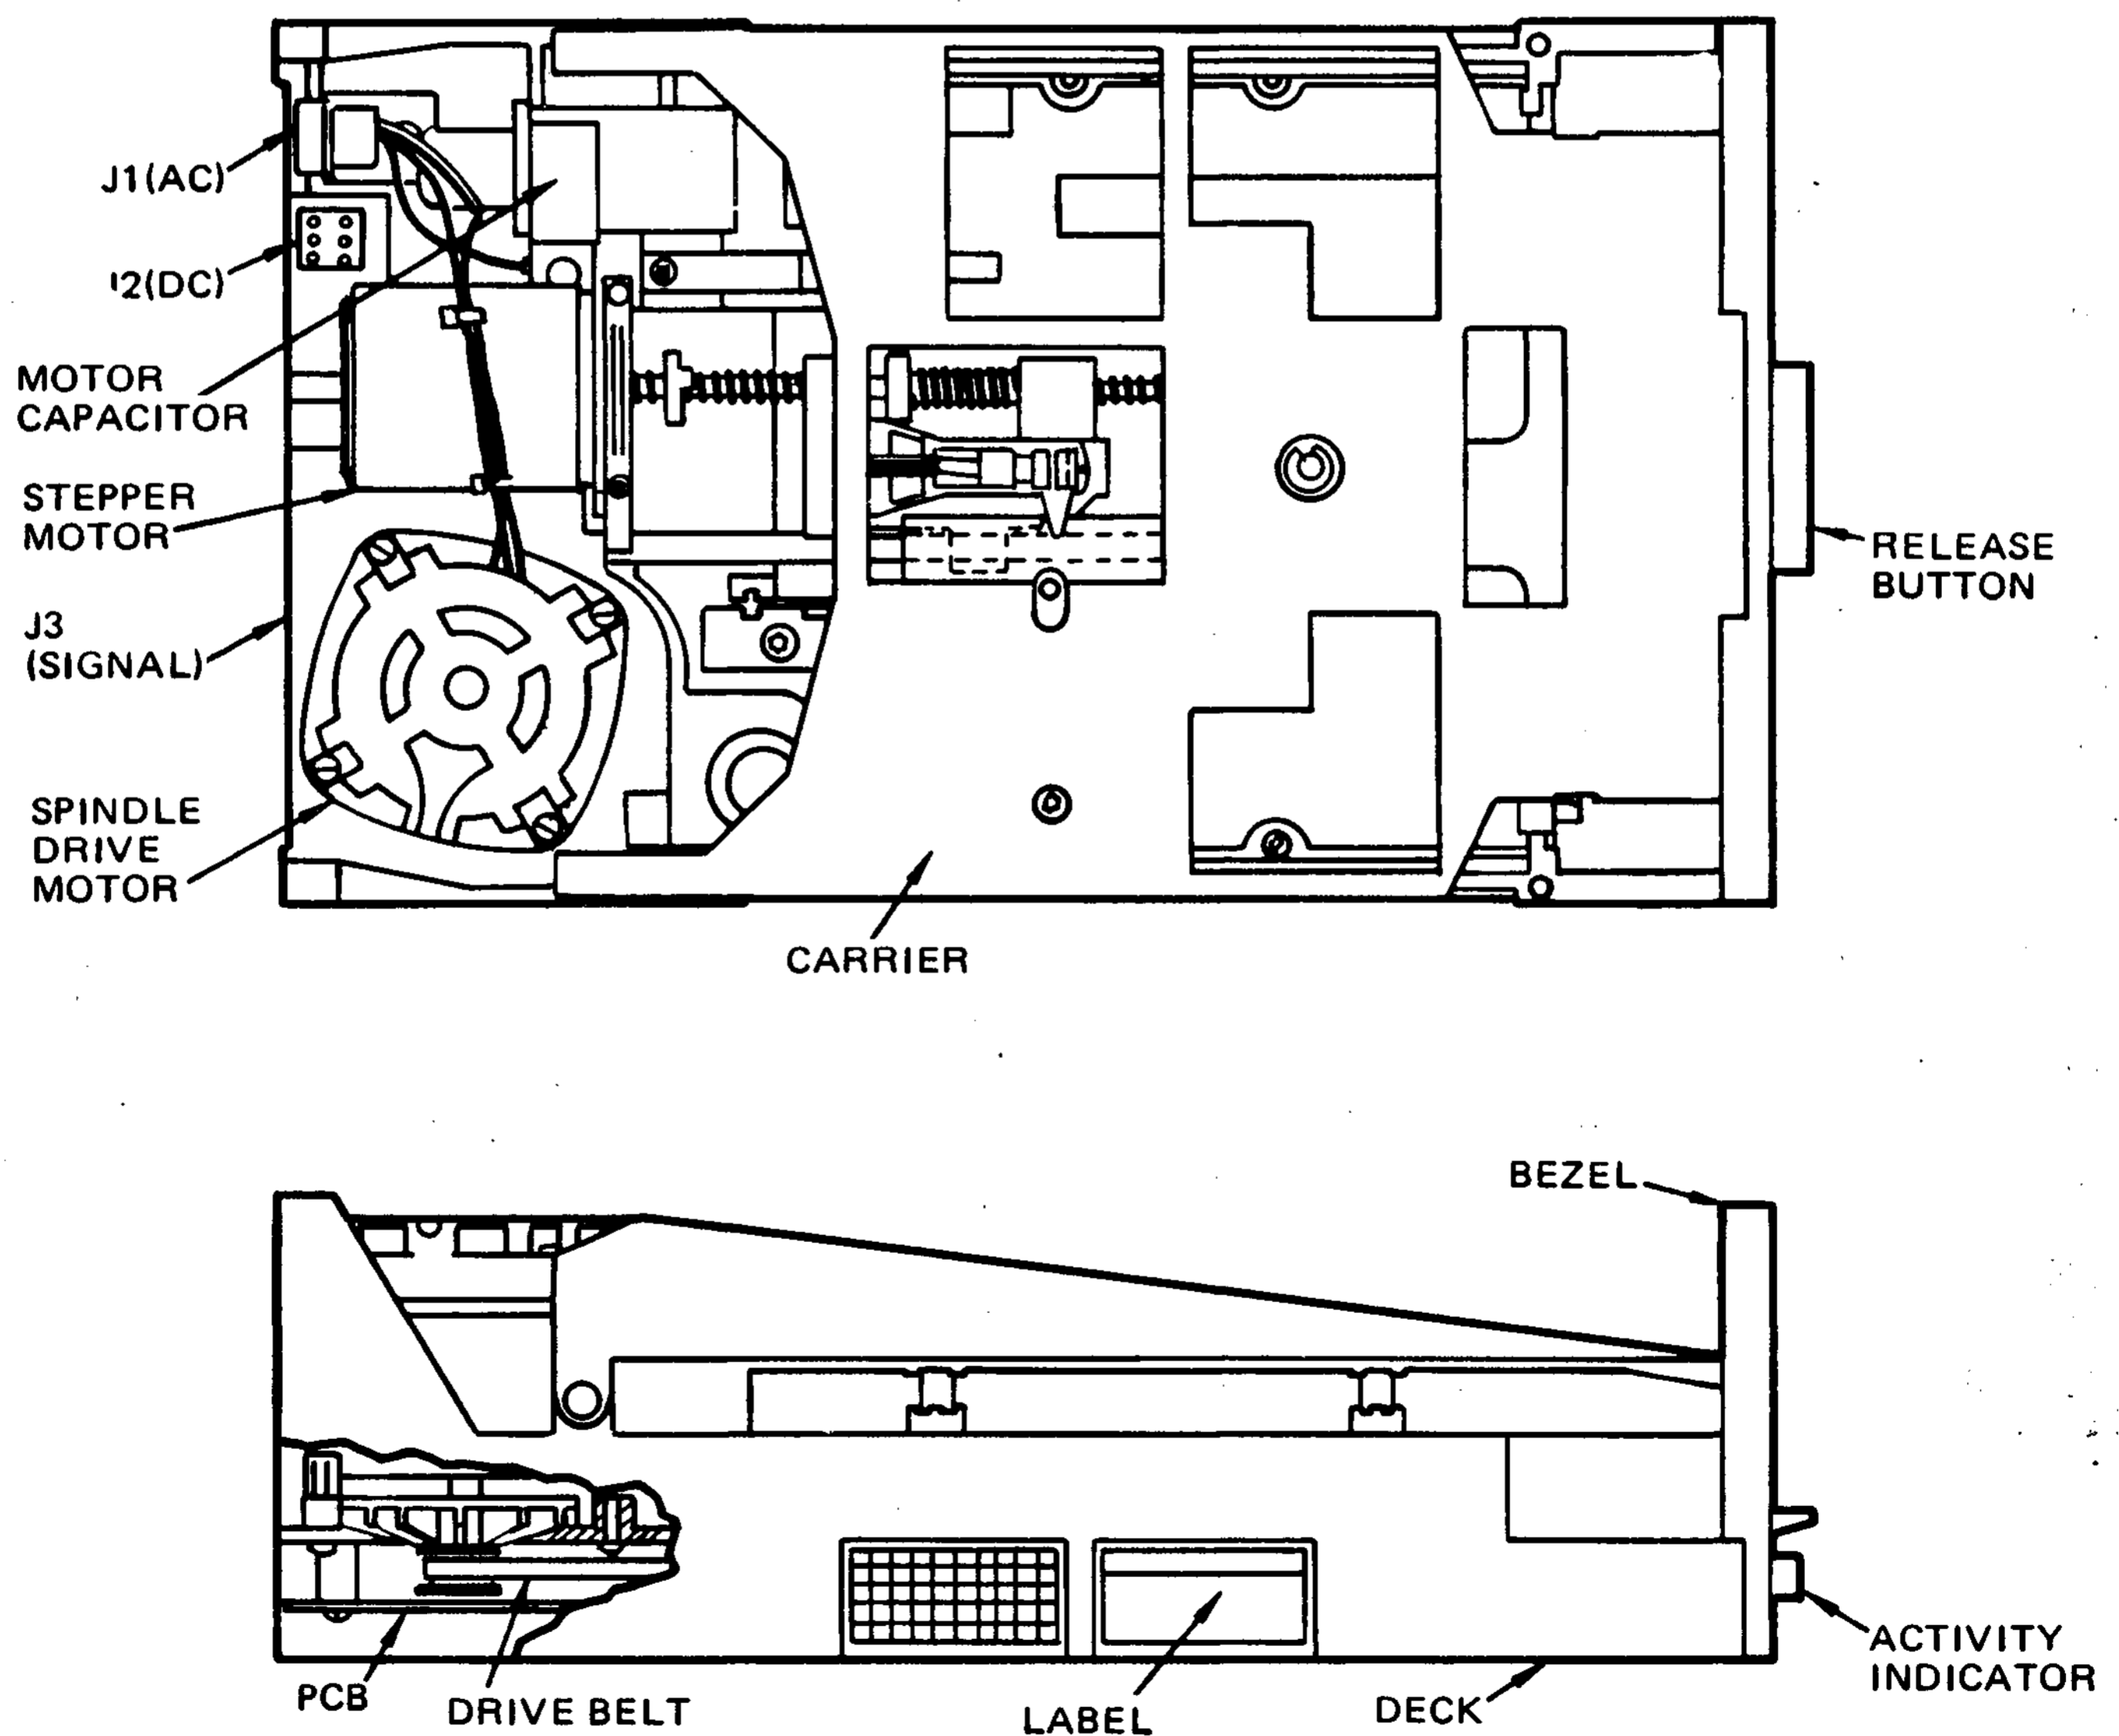 J1(AC)
J2(DC)
MOTOR
CAPACITOR
STEPPER
MOTOR
J3
(SIGNAL)
SPINDLE
DRIVE
MOTOR
CARRIER
RELEASE
BUTTON
BEZEL
ACTIVITY
INDICATOR
PCB
DRIVE BELT
LABEL
DECK